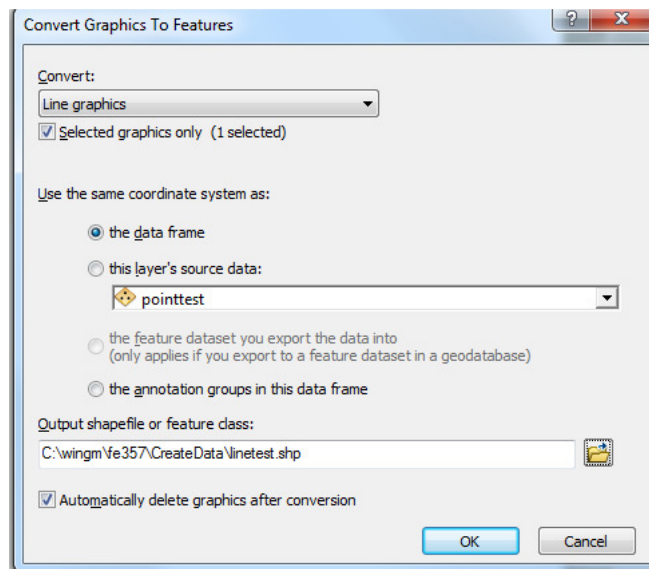 Convert Graphics To Features
Convert:
Line graphics
Selected graphics only (1 selected)
Use the same coordinate system as:
the data frame
this layer's source data:
pointtest
the feature dataset you export the data into
(only applies if you export to a feature dataset in a geodatabase)
the annotation groups in this data frame
Output shapefile or feature class:
C:\wingm\fe357\CreateData\linetest.shp
Automatically delete graphics after conversion
OK Cancel